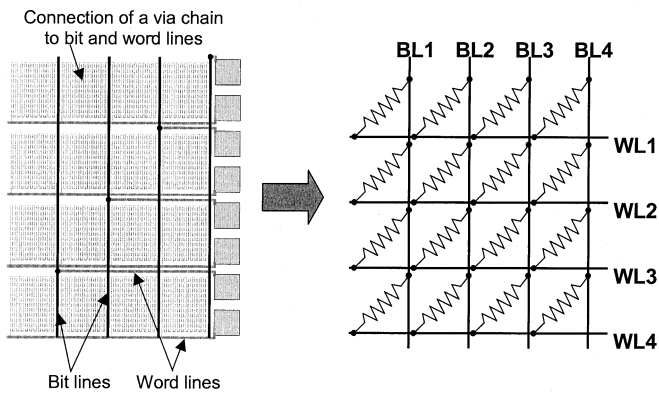 Connection of a via chain
to bit and word lines
BL1 BL2 BL3 BL4
WL1
WL2
WL3
WL4
Bit lines Word lines